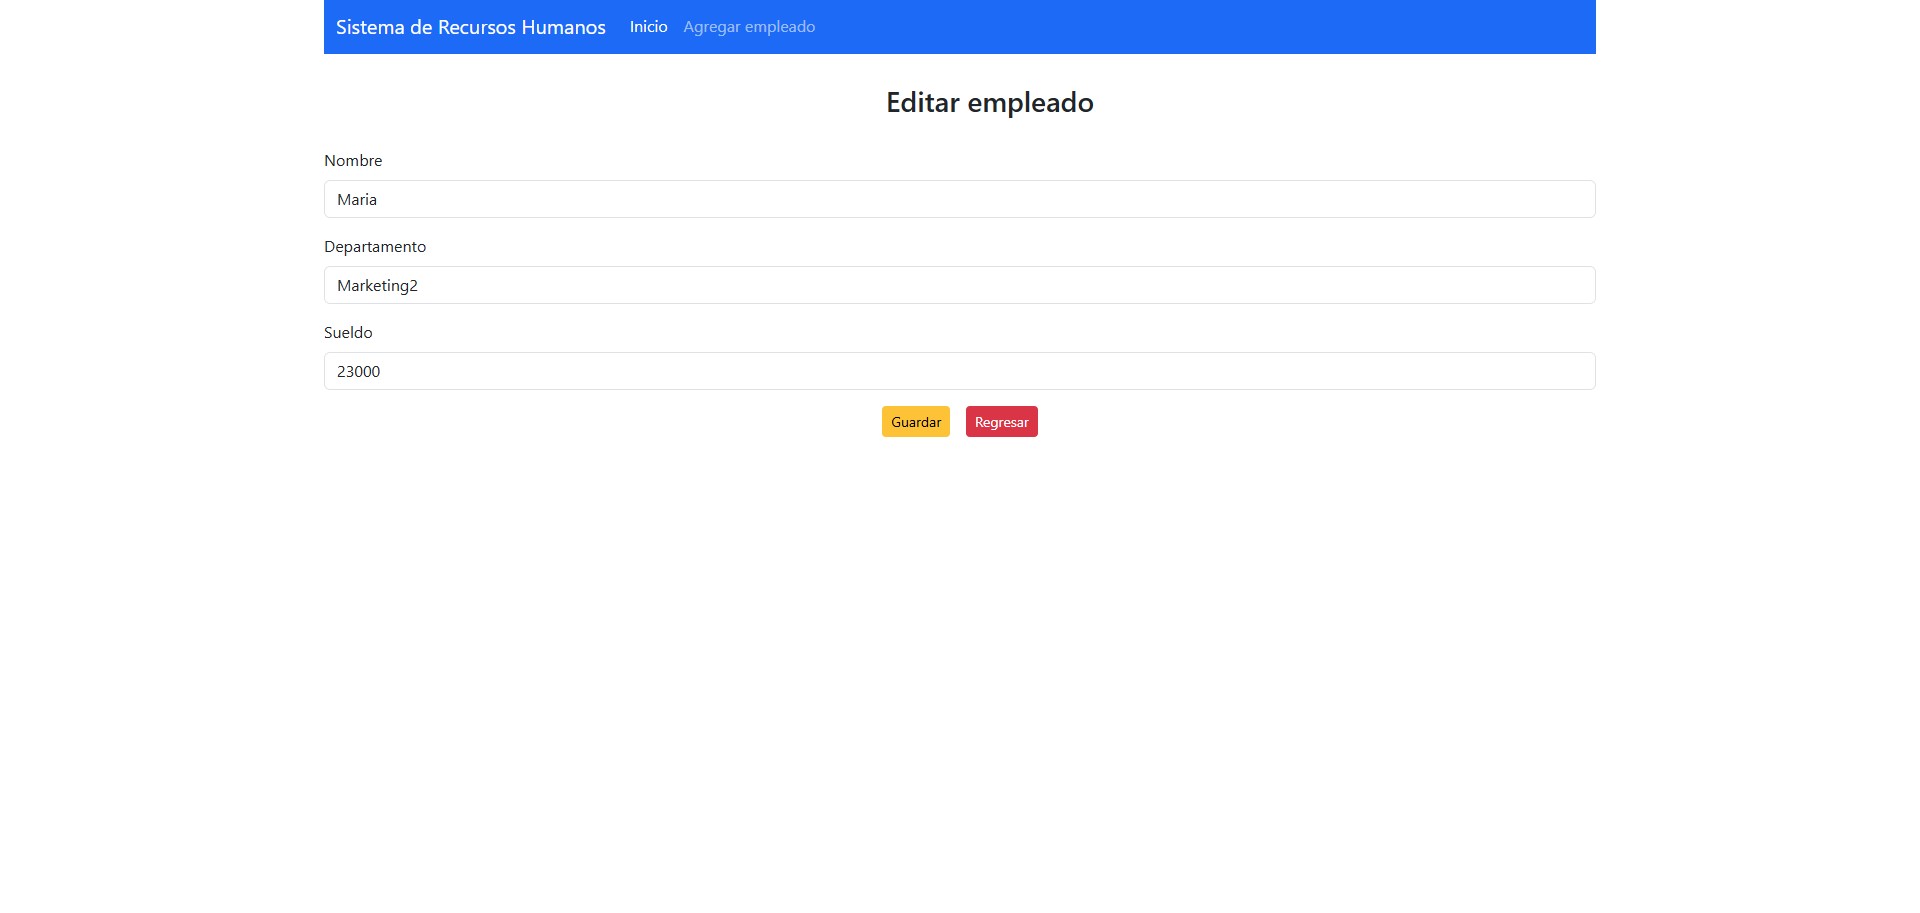 Sistema de Recursos Humanos Inicio Agregar empleado
Editar empleado
Nombre
Maria
Departamento
Marketing2
Sueldo
23000
Guardar Regresar